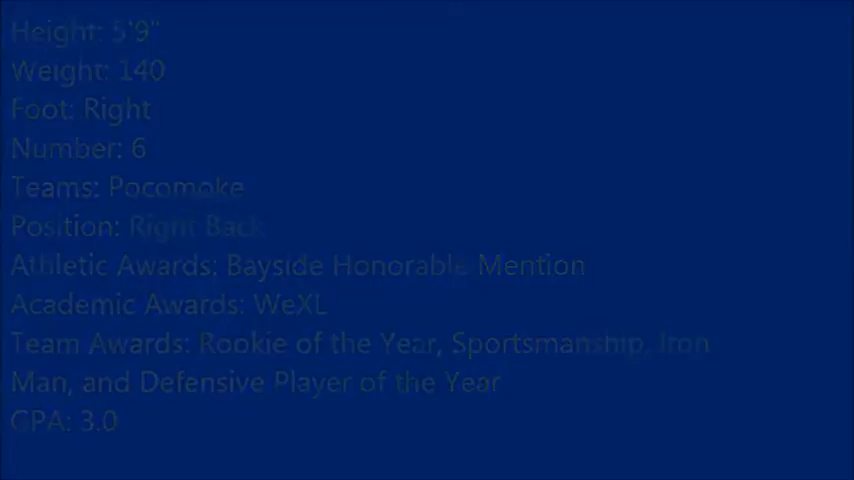 Height: 5'9"
Weight: 140
Foot: Right
Number: 6
Teams: Pocomoke
Position: Right Back
Athletic Awards: Bayside Honorable Mention
Academic Awards: WeXL
Team Awards: Rookie of the Year, Sportsmanship, Iron
Man, and Defensive Player of the Year
GPA: 3.0